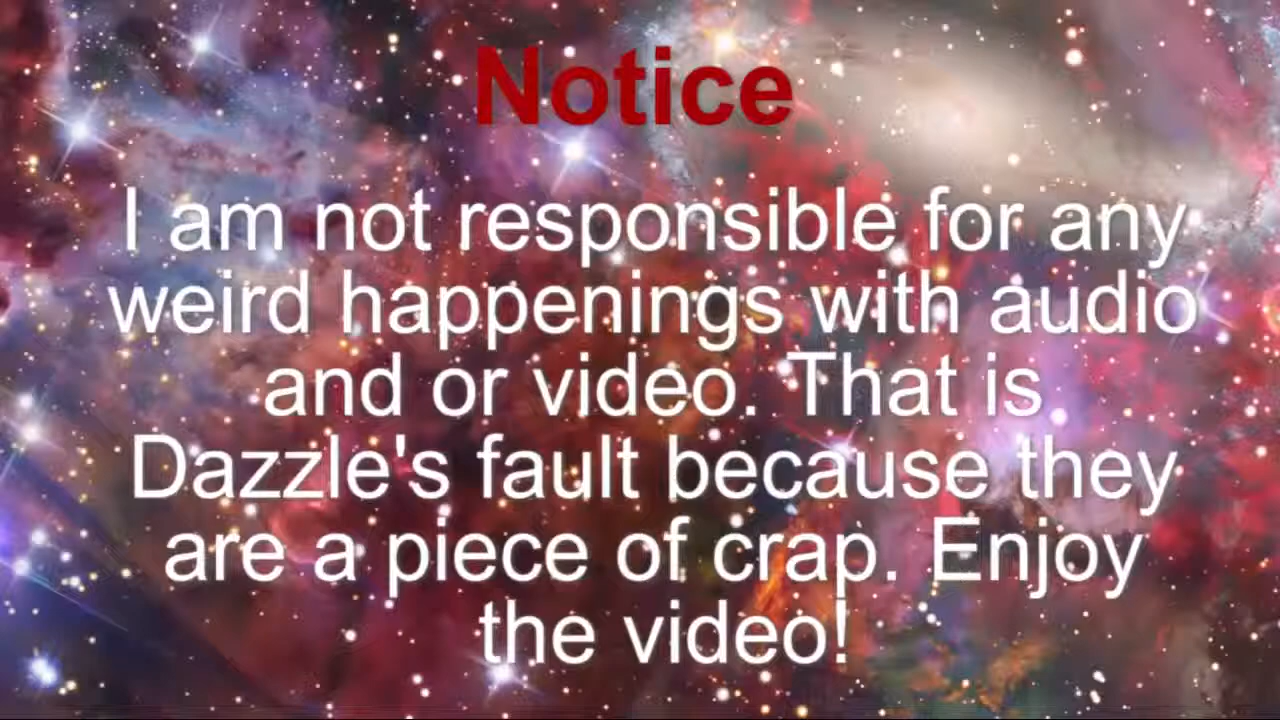 Notice
I am not responsible for any
weird happenings with audio
and or video. That is
Dazzle's fault because they
are a piece of crap. Enjoy
the video!